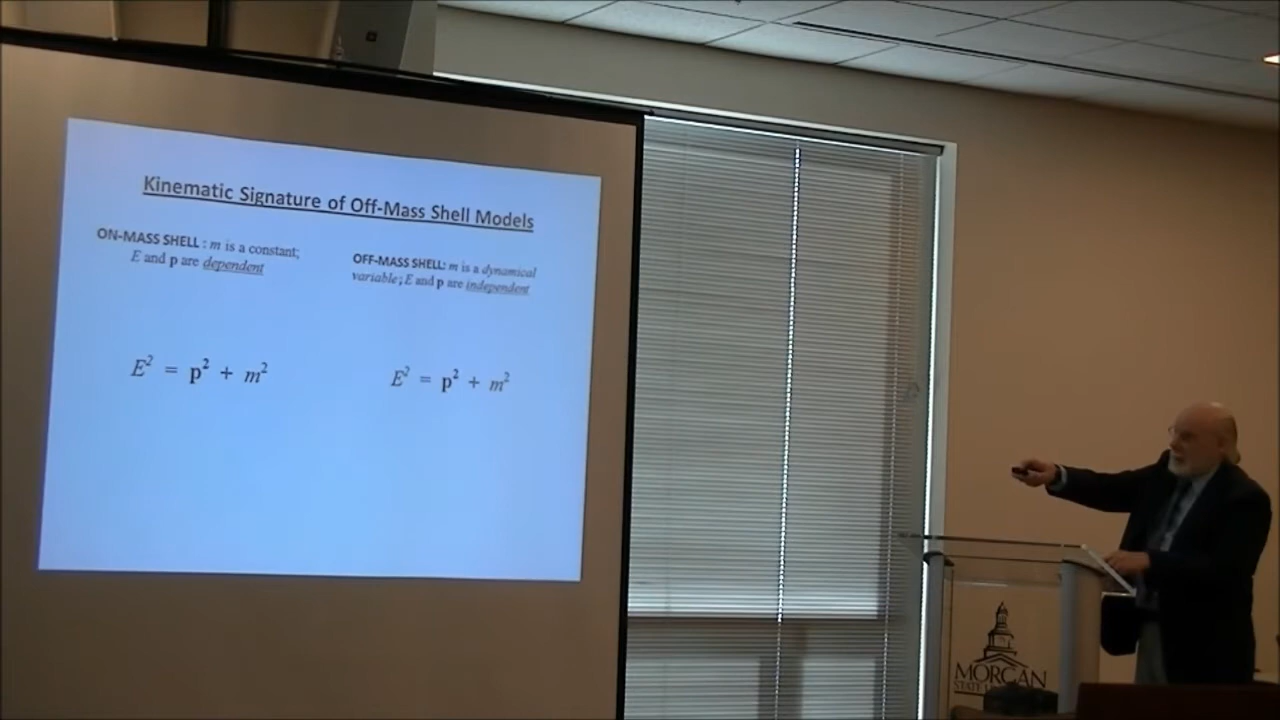 Kinematic Signature of Off-Mass Shell Models
ON-MASS SHELL : m is a constant;
E and p are dependent
OFF-MASS SHELL: m is a dynamical
variable; E and p are independent
E² = p² + m²
E² = p² + m²
MORGAN
STATE